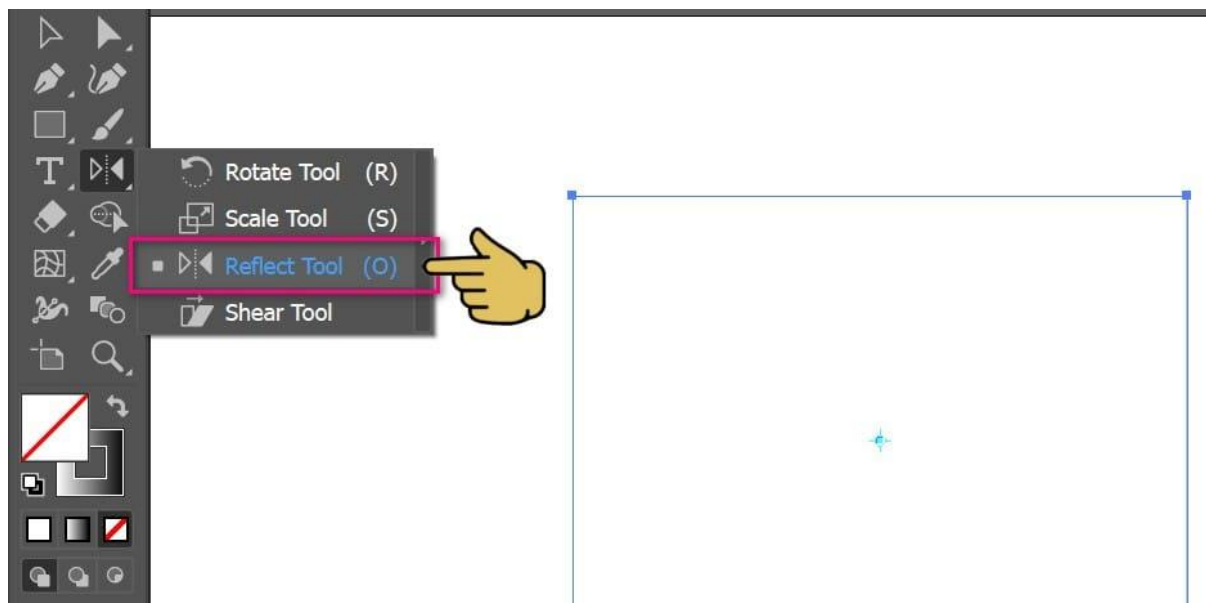 Rotate Tool (R)
Scale Tool (S)
Reflect Tool (O)
Shear Tool